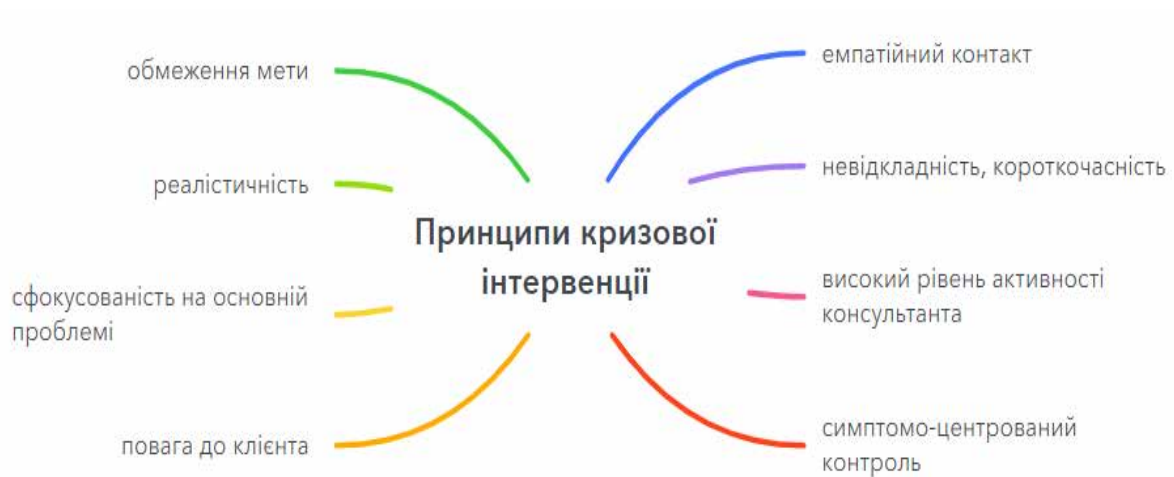 обмеження мети
реалістичність
сфокусованість на основній
проблемі
повага до клієнта
Принципи кризової
інтервенції
емпатійний контакт
невідкладність, короткочасність
високий рівень активності
консультанта
симптомо-центрований
контроль